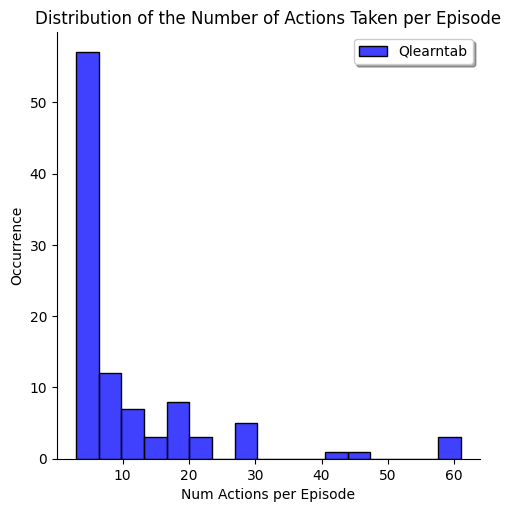 Distribution of the Number of Actions Taken per Episode
Qlearntab
Occurrence
50
40
30
20
10
0
10 20 30 40 50 60
Num Actions per Episode